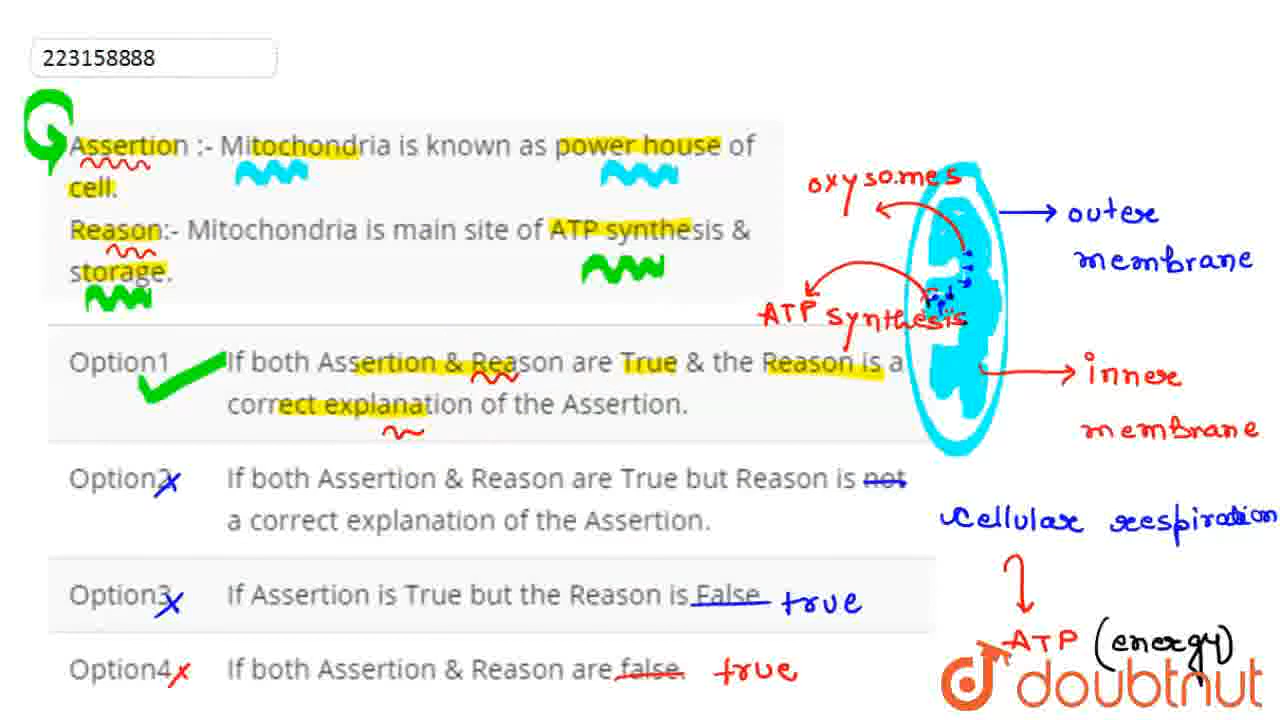 223158888
Assertion :- Mitochondria is known as power house of
cell.
Reason:- Mitochondria is main site of ATP synthesis &
storage.
oxysomes
outer
membrane
ATP synthesis
Option1 If both Assertion & Reason are True & the Reason is a
correct explanation of the Assertion.
inner
membrane
Option2 If both Assertion & Reason are True but Reason is not
a correct explanation of the Assertion.
cellular respiration
Option3 If Assertion is True but the Reason is False true
ATP (energy)
Option4 If both Assertion & Reason are false true
doubtnut